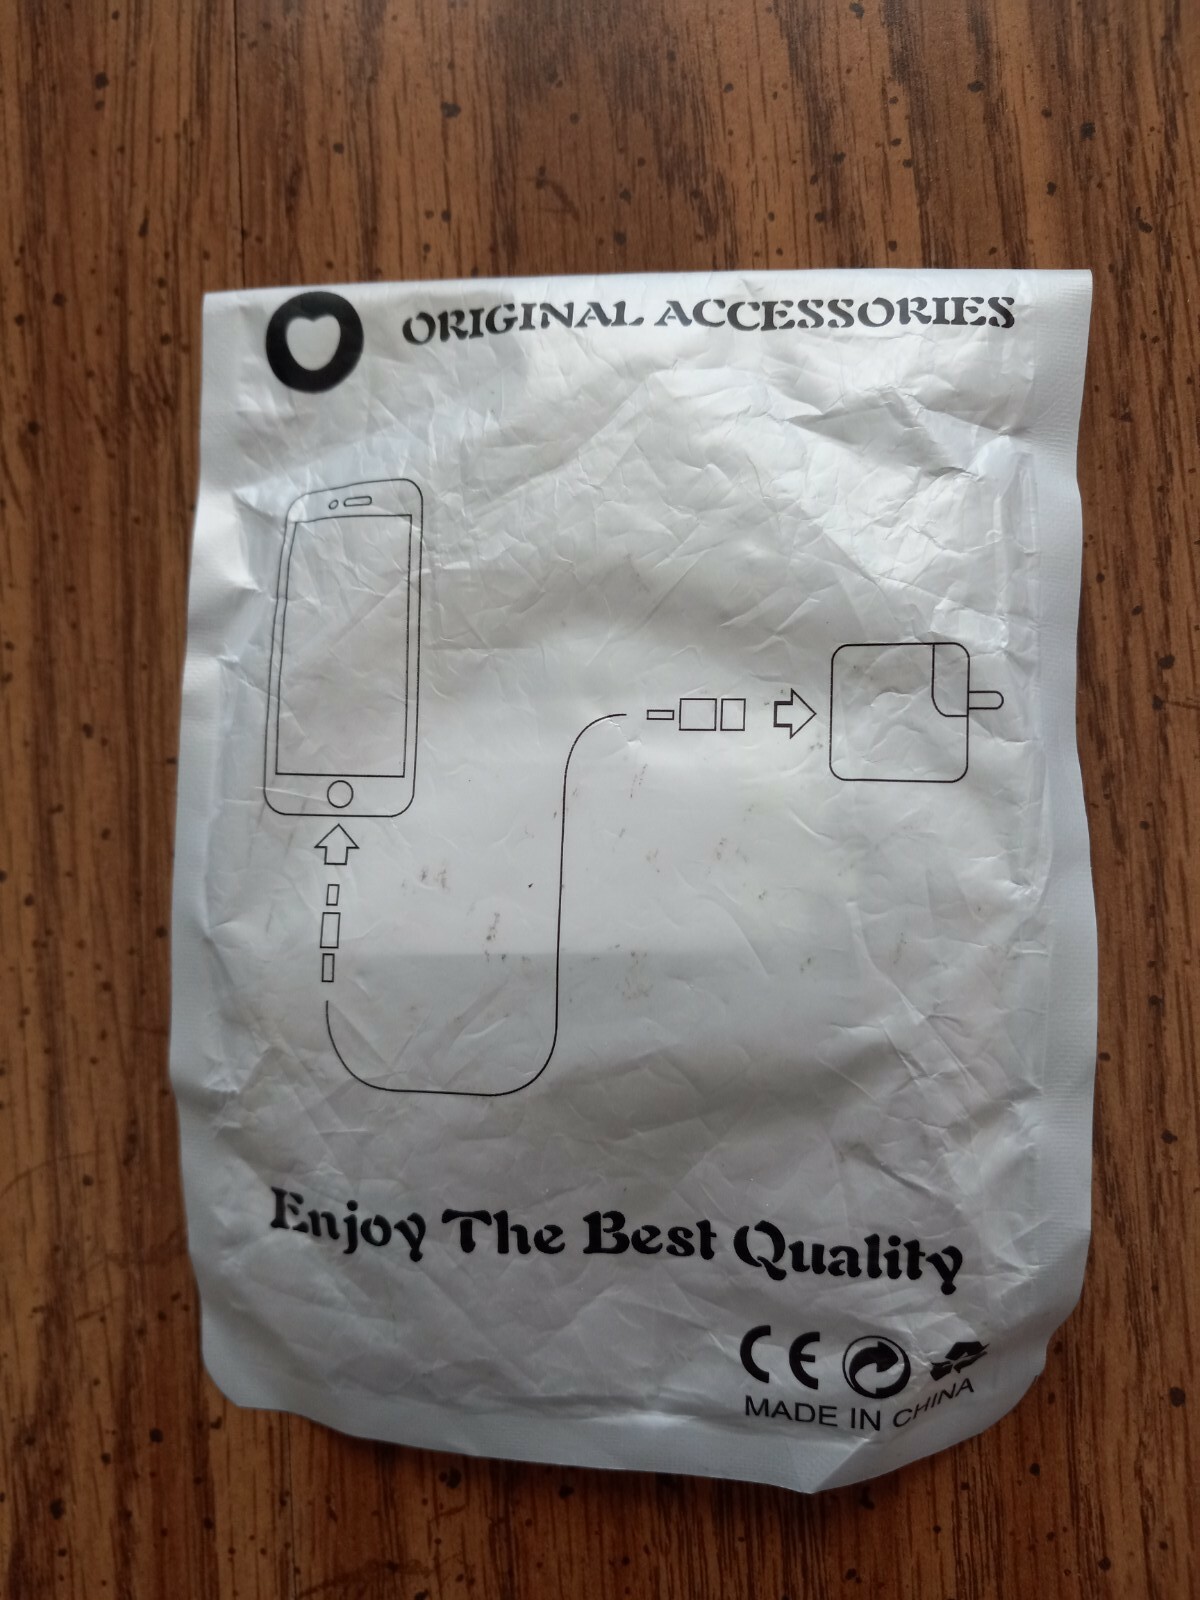 ORIGINAL ACCESSORIES
Enjoy The Best Quality
CE
MADE IN CHINA